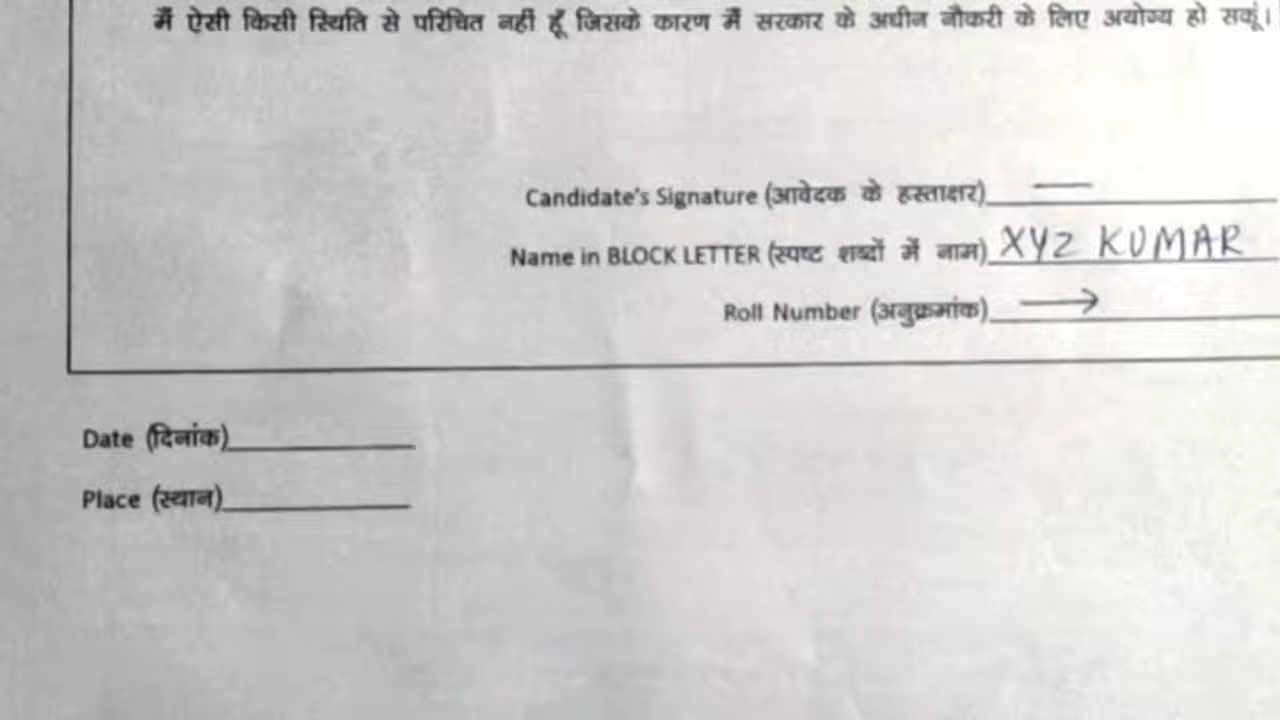 मैं ऐसी किसी स्थिति से परिचित नहीं हूँ जिसके कारण मैं सरकार के अधीन नौकरी के लिए अयोग्य हो सकूं।
Candidate's Signature (आवेदक के हस्ताक्षर) —
Name in BLOCK LETTER (स्पष्ट शब्दों में नाम) XYZ KUMAR
Roll Number (अनुक्रमांक) →
Date (दिनांक)
Place (स्थान)